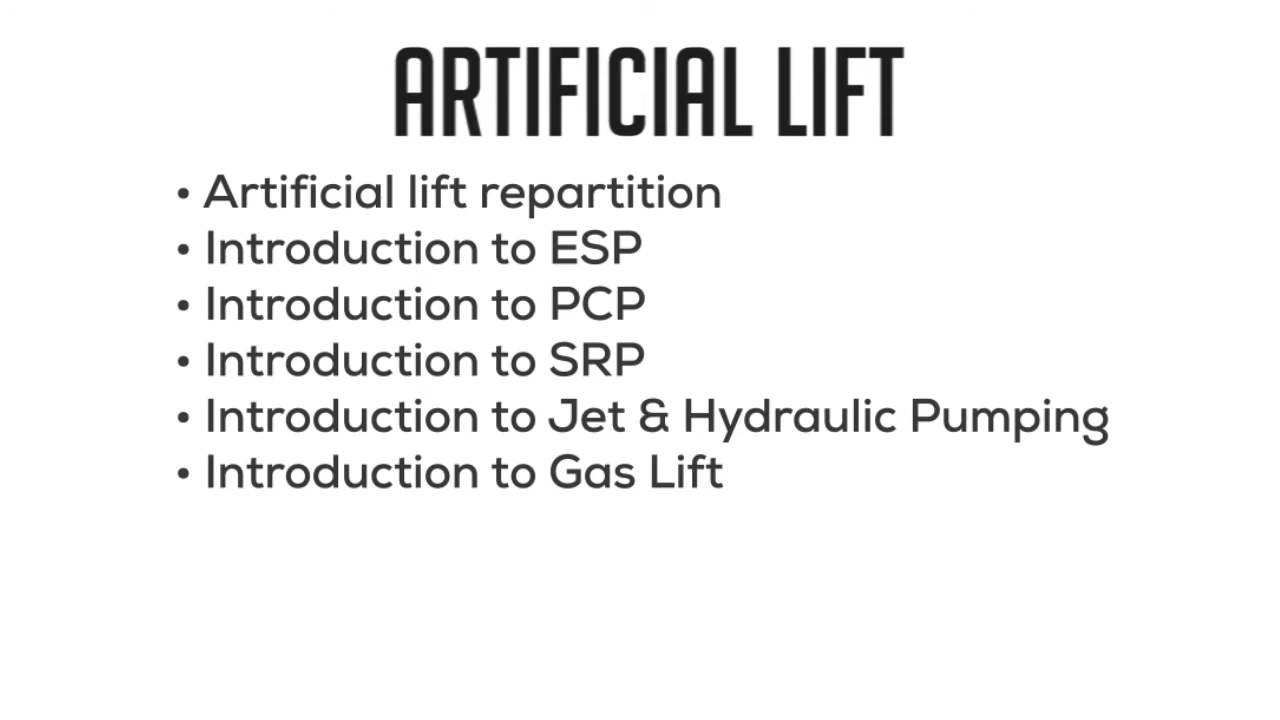 ARTIFICIAL LIFT
• Artificial lift repartition
• Introduction to ESP
• Introduction to PCP
• Introduction to SRP
• Introduction to Jet & Hydraulic Pumping
• Introduction to Gas Lift